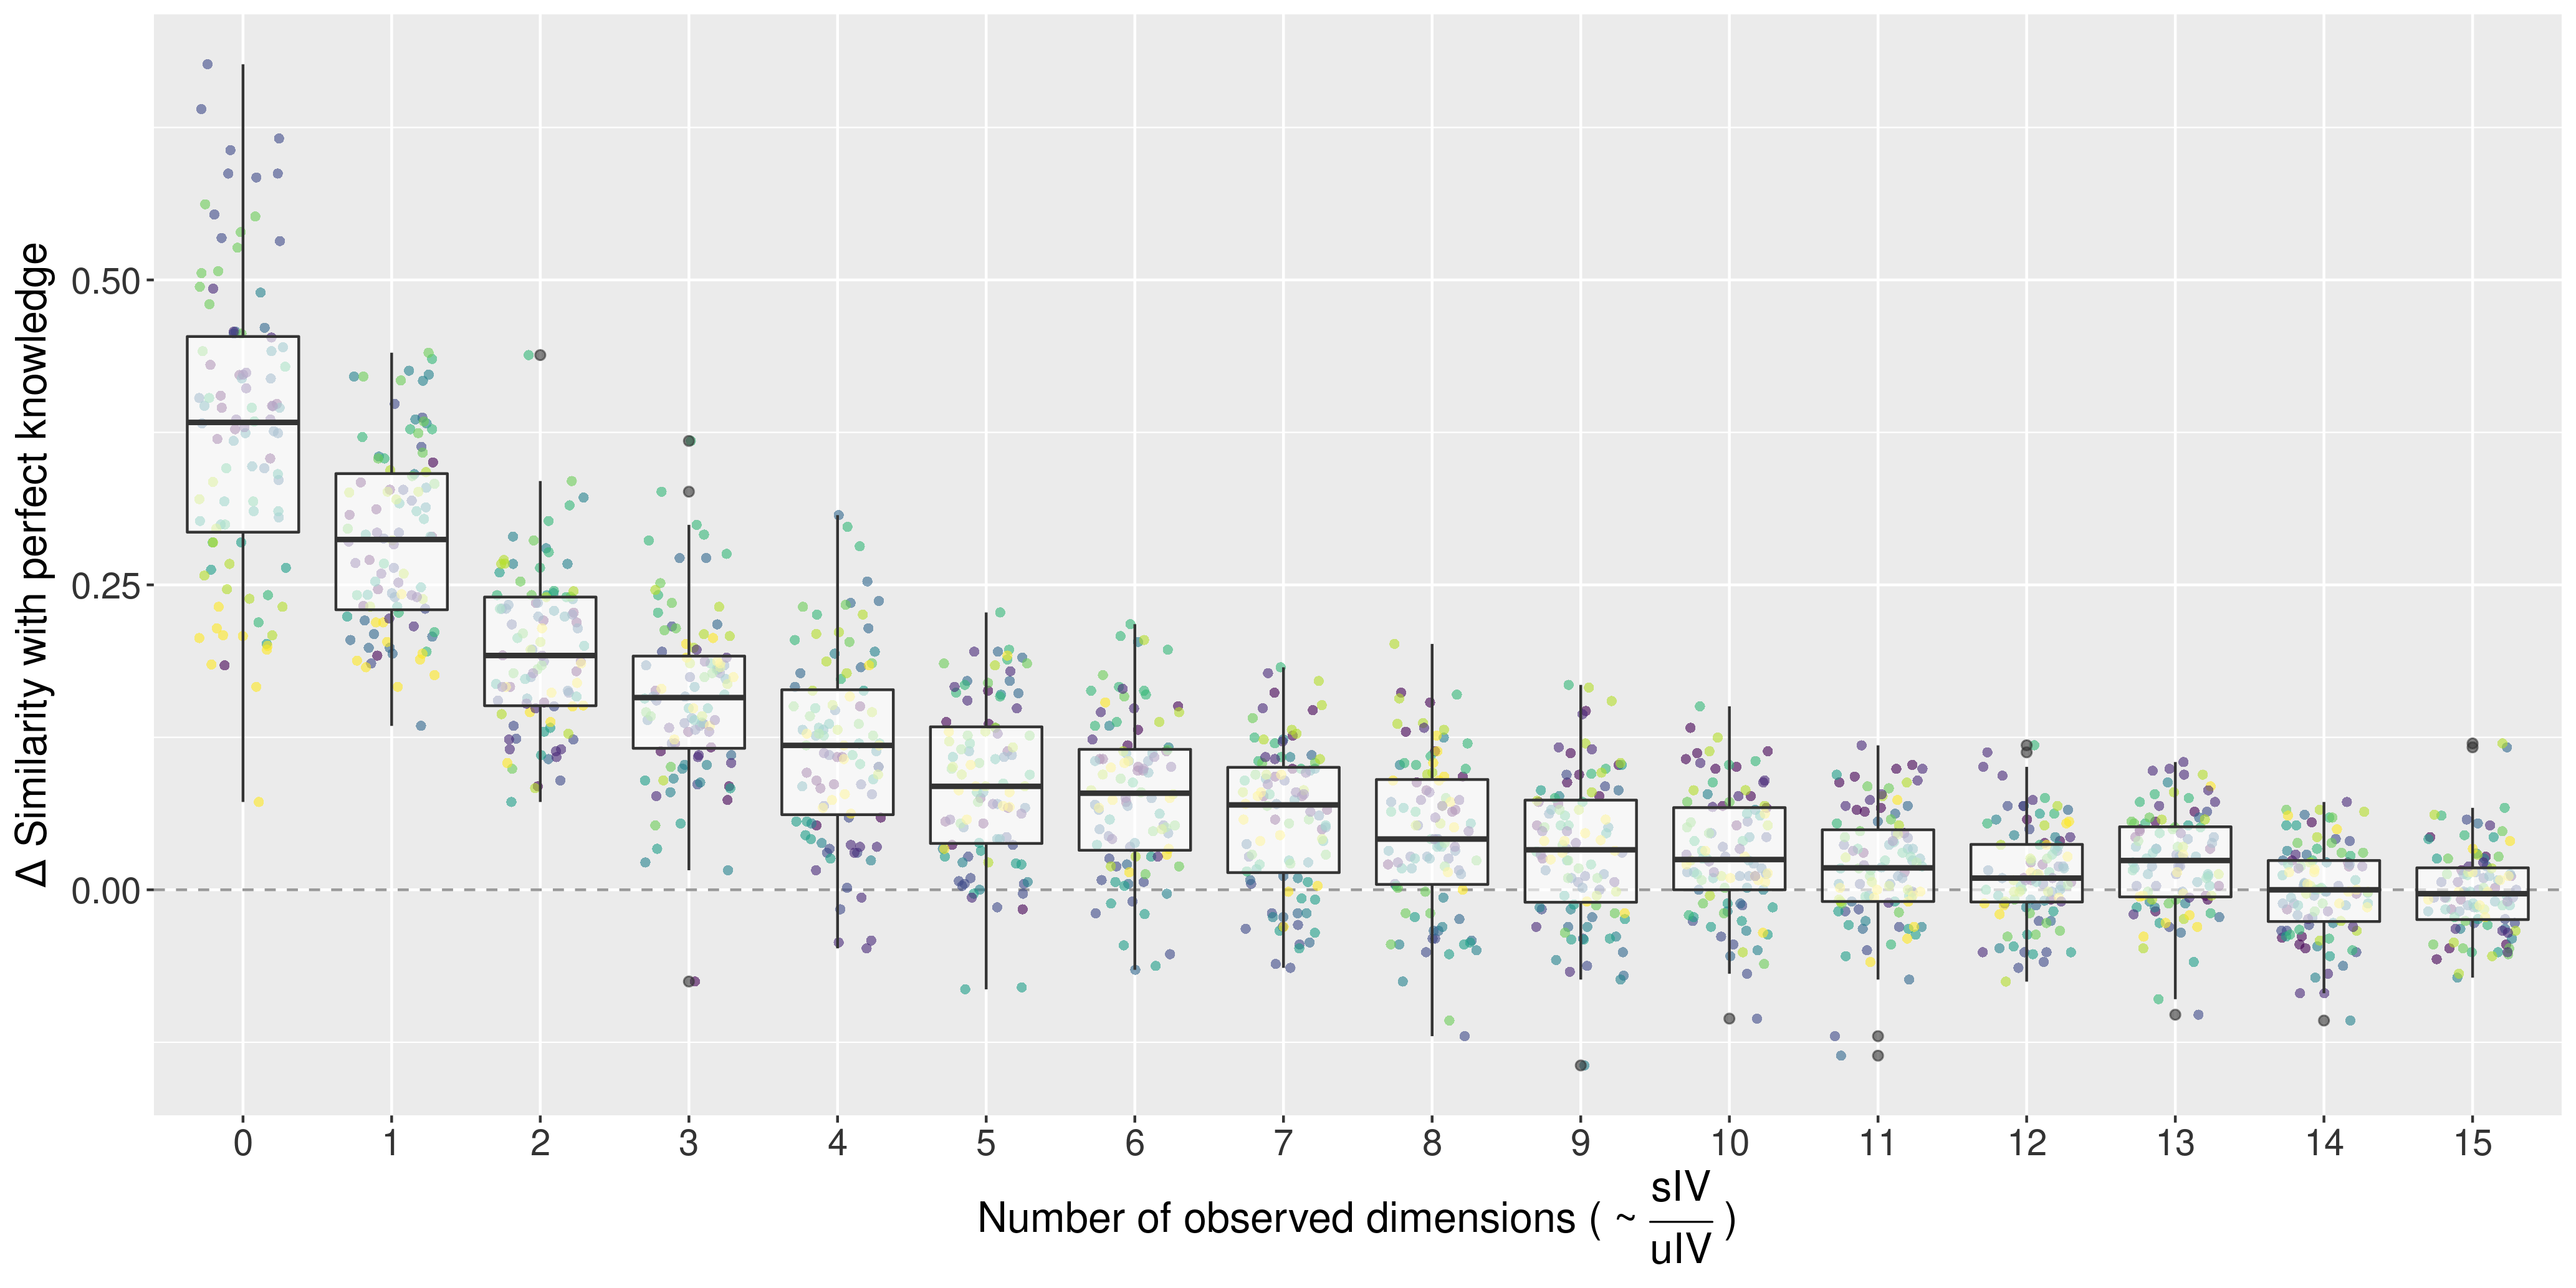 Δ Similarity with perfect knowledge
0.50
0.25
0.00
0 1 2 3 4 5 6 7 8 9 10 11 12 13 14 15
Number of observed dimensions ( ~ sIV / uIV )